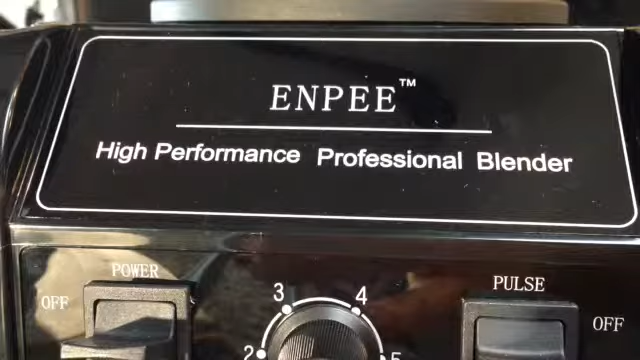 ENPEE™
High Performance Professional Blender
POWER
OFF
PULSE
OFF
3
4
2
5